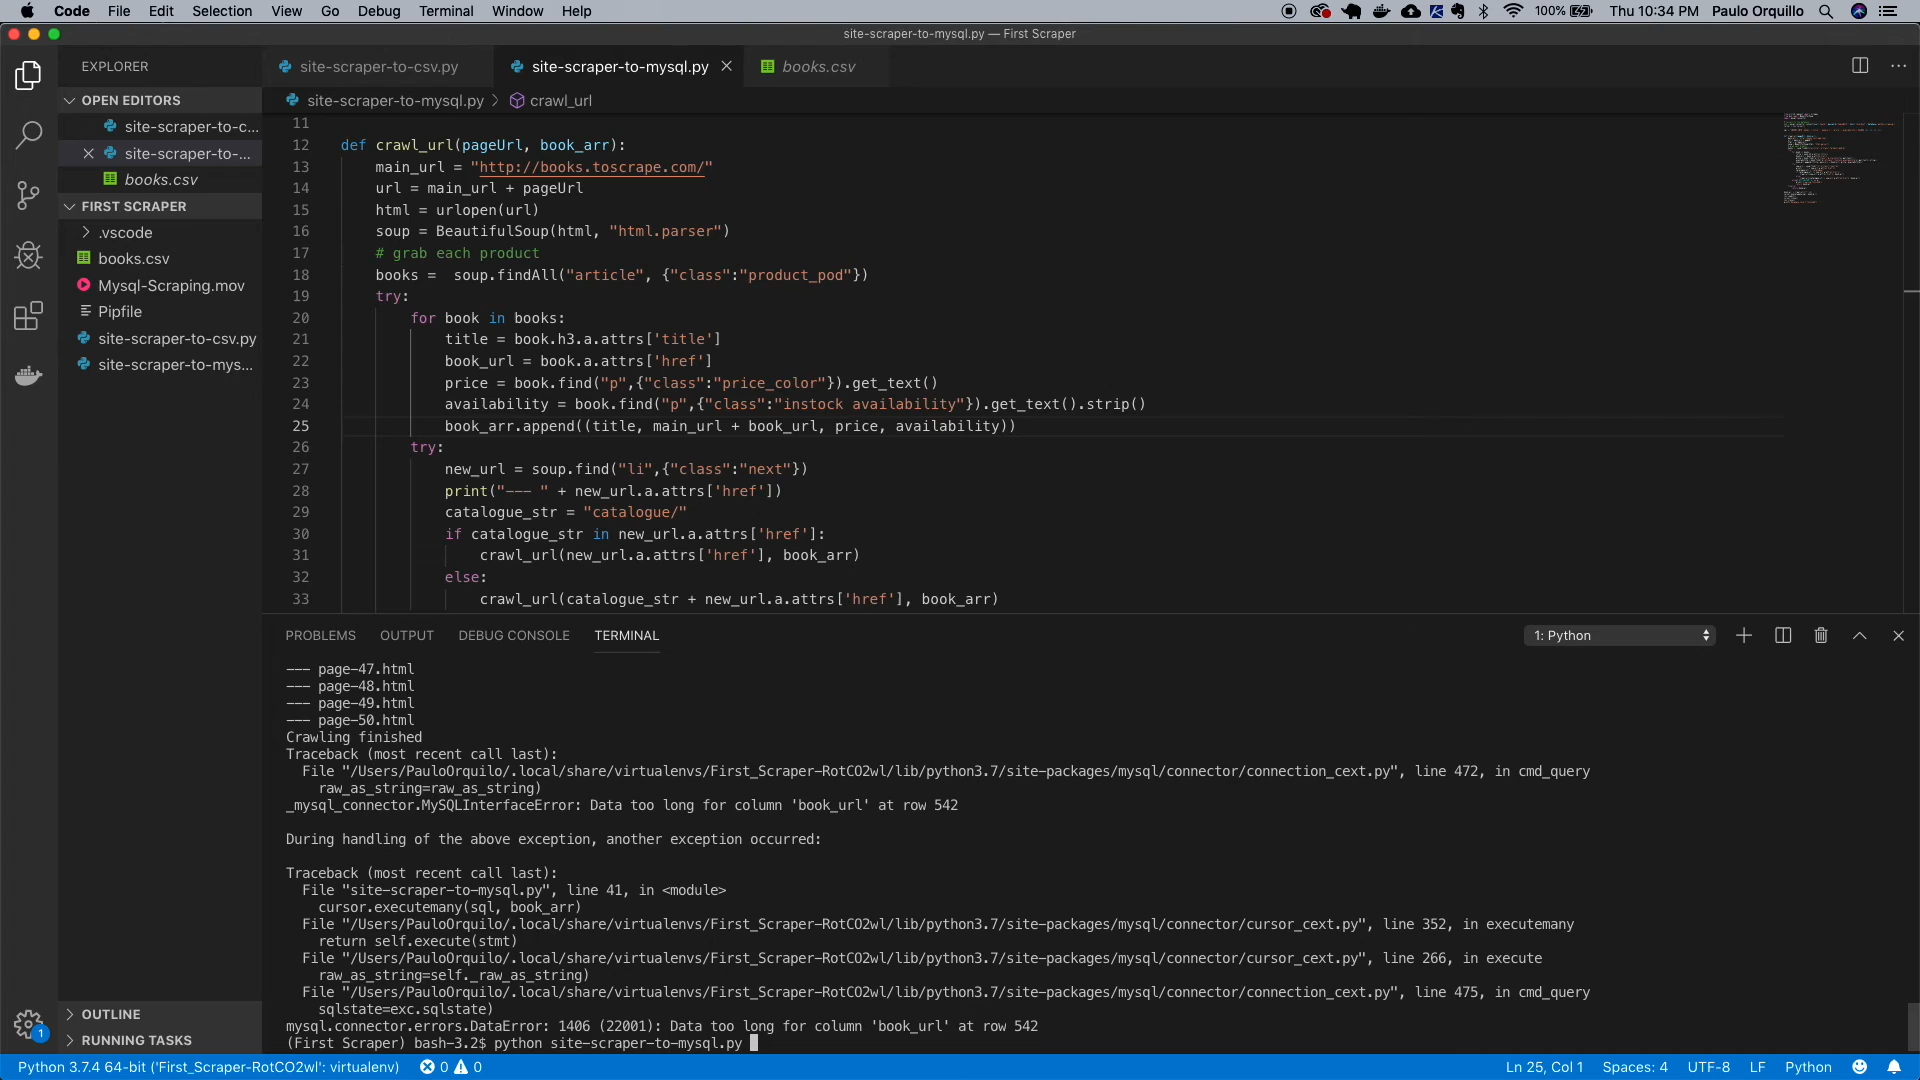 Code File Edit Selection View Go Debug Terminal Window Help
100% Thu 10:34 PM Paulo Orquillo
site-scraper-to-mysql.py — First Scraper
EXPLORER
OPEN EDITORS
site-scraper-to-c...
site-scraper-to-...
books.csv
FIRST SCRAPER
.vscode
books.csv
Mysql-Scraping.mov
Pipfile
site-scraper-to-csv.py
site-scraper-to-mys...
OUTLINE
RUNNING TASKS
1
site-scraper-to-csv.py site-scraper-to-mysql.py books.csv
site-scraper-to-mysql.py > crawl_url
11
12 def crawl_url(pageUrl, book_arr):
13 main_url = "http://books.toscrape.com/"
14 url = main_url + pageUrl
15 html = urlopen(url)
16 soup = BeautifulSoup(html, "html.parser")
17 # grab each product
18 books =  soup.findAll("article", {"class":"product_pod"})
19 try:
20 for book in books:
21 title = book.h3.a.attrs['title']
22 book_url = book.a.attrs['href']
23 price = book.find("p",{"class":"price_color"}).get_text()
24 availability = book.find("p",{"class":"instock availability"}).get_text().strip()
25 book_arr.append((title, main_url + book_url, price, availability))
26 try:
27 new_url = soup.find("li",{"class":"next"})
28 print("--- " + new_url.a.attrs['href'])
29 catalogue_str = "catalogue/"
30 if catalogue_str in new_url.a.attrs['href']:
31 crawl_url(new_url.a.attrs['href'], book_arr)
32 else:
33 crawl_url(catalogue_str + new_url.a.attrs['href'], book_arr)
PROBLEMS OUTPUT DEBUG CONSOLE TERMINAL 1: Python
--- page-47.html
--- page-48.html
--- page-49.html
--- page-50.html
Crawling finished
Traceback (most recent call last):
File "/Users/PauloOrquilo/.local/share/virtualenvs/First_Scraper-RotCO2wl/lib/python3.7/site-packages/mysql/connector/connection_cext.py", line 472, in cmd_query
raw_as_string=raw_as_string)
_mysql_connector.MySQLInterfaceError: Data too long for column 'book_url' at row 542
During handling of the above exception, another exception occurred:
Traceback (most recent call last):
File "site-scraper-to-mysql.py", line 41, in <module>
cursor.executemany(sql, book_arr)
File "/Users/PauloOrquilo/.local/share/virtualenvs/First_Scraper-RotCO2wl/lib/python3.7/site-packages/mysql/connector/cursor_cext.py", line 352, in executemany
return self.execute(stmt)
File "/Users/PauloOrquilo/.local/share/virtualenvs/First_Scraper-RotCO2wl/lib/python3.7/site-packages/mysql/connector/cursor_cext.py", line 266, in execute
raw_as_string=self._raw_as_string)
File "/Users/PauloOrquilo/.local/share/virtualenvs/First_Scraper-RotCO2wl/lib/python3.7/site-packages/mysql/connector/connection_cext.py", line 475, in cmd_query
sqlstate=exc.sqlstate)
mysql.connector.errors.DataError: 1406 (22001): Data too long for column 'book_url' at row 542
(First Scraper) bash-3.2$ python site-scraper-to-mysql.py
Python 3.7.4 64-bit ('First_Scraper-RotCO2wl': virtualenv) 0 0 Ln 25, Col 1 Spaces: 4 UTF-8 LF Python